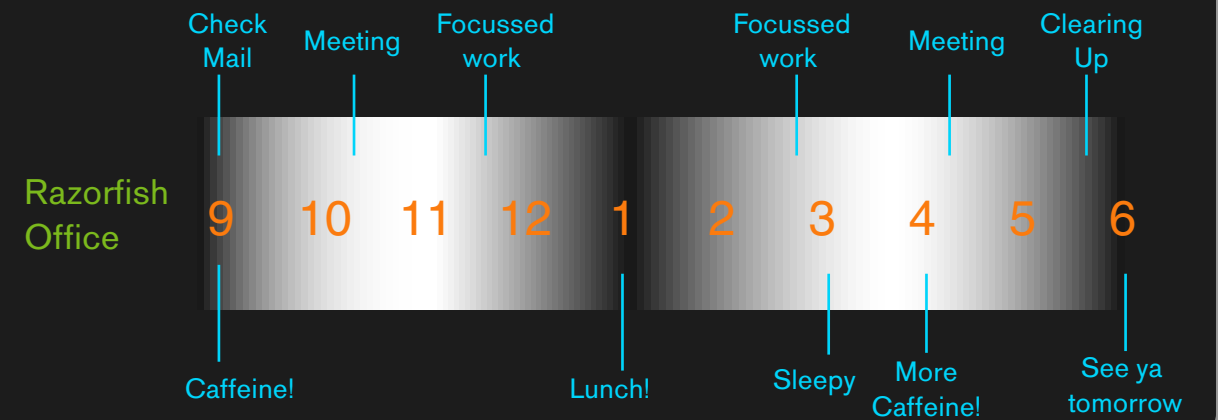 Check
Mail
Meeting
Focussed
work
Focussed
work
Meeting
Clearing
Up
Razorfish
Office
9 10 11 12 1 2 3 4 5 6
Caffeine!
Lunch!
Sleepy
More
Caffeine!
See ya
tomorrow